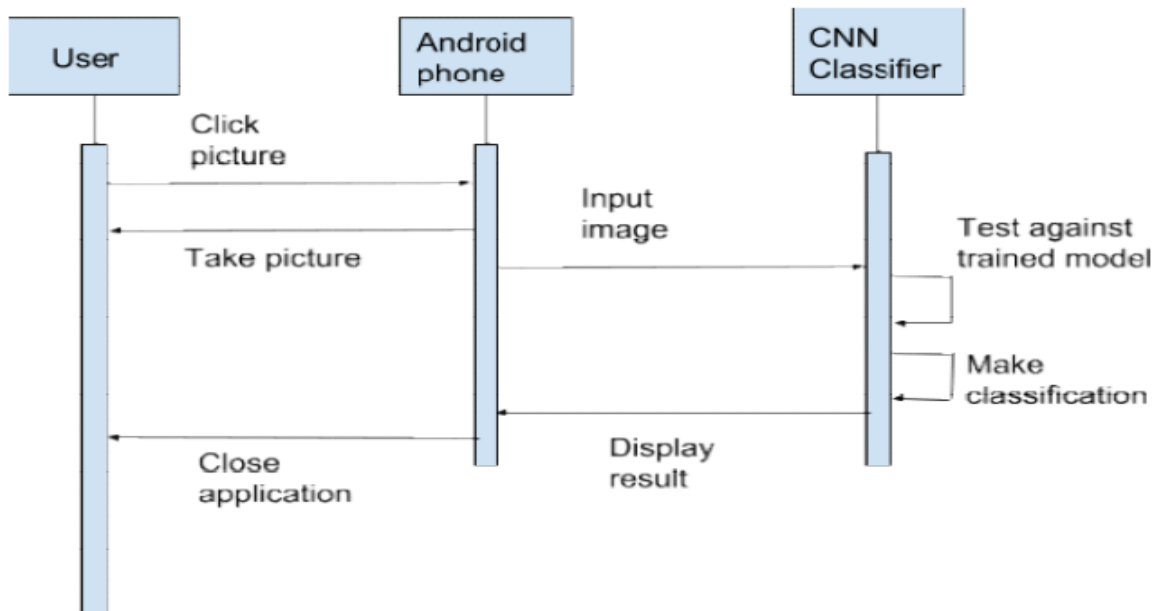 User
Android
phone
CNN
Classifier
Click
picture
Take picture
Input
image
Test against
trained model
Make
classification
Display
result
Close
application